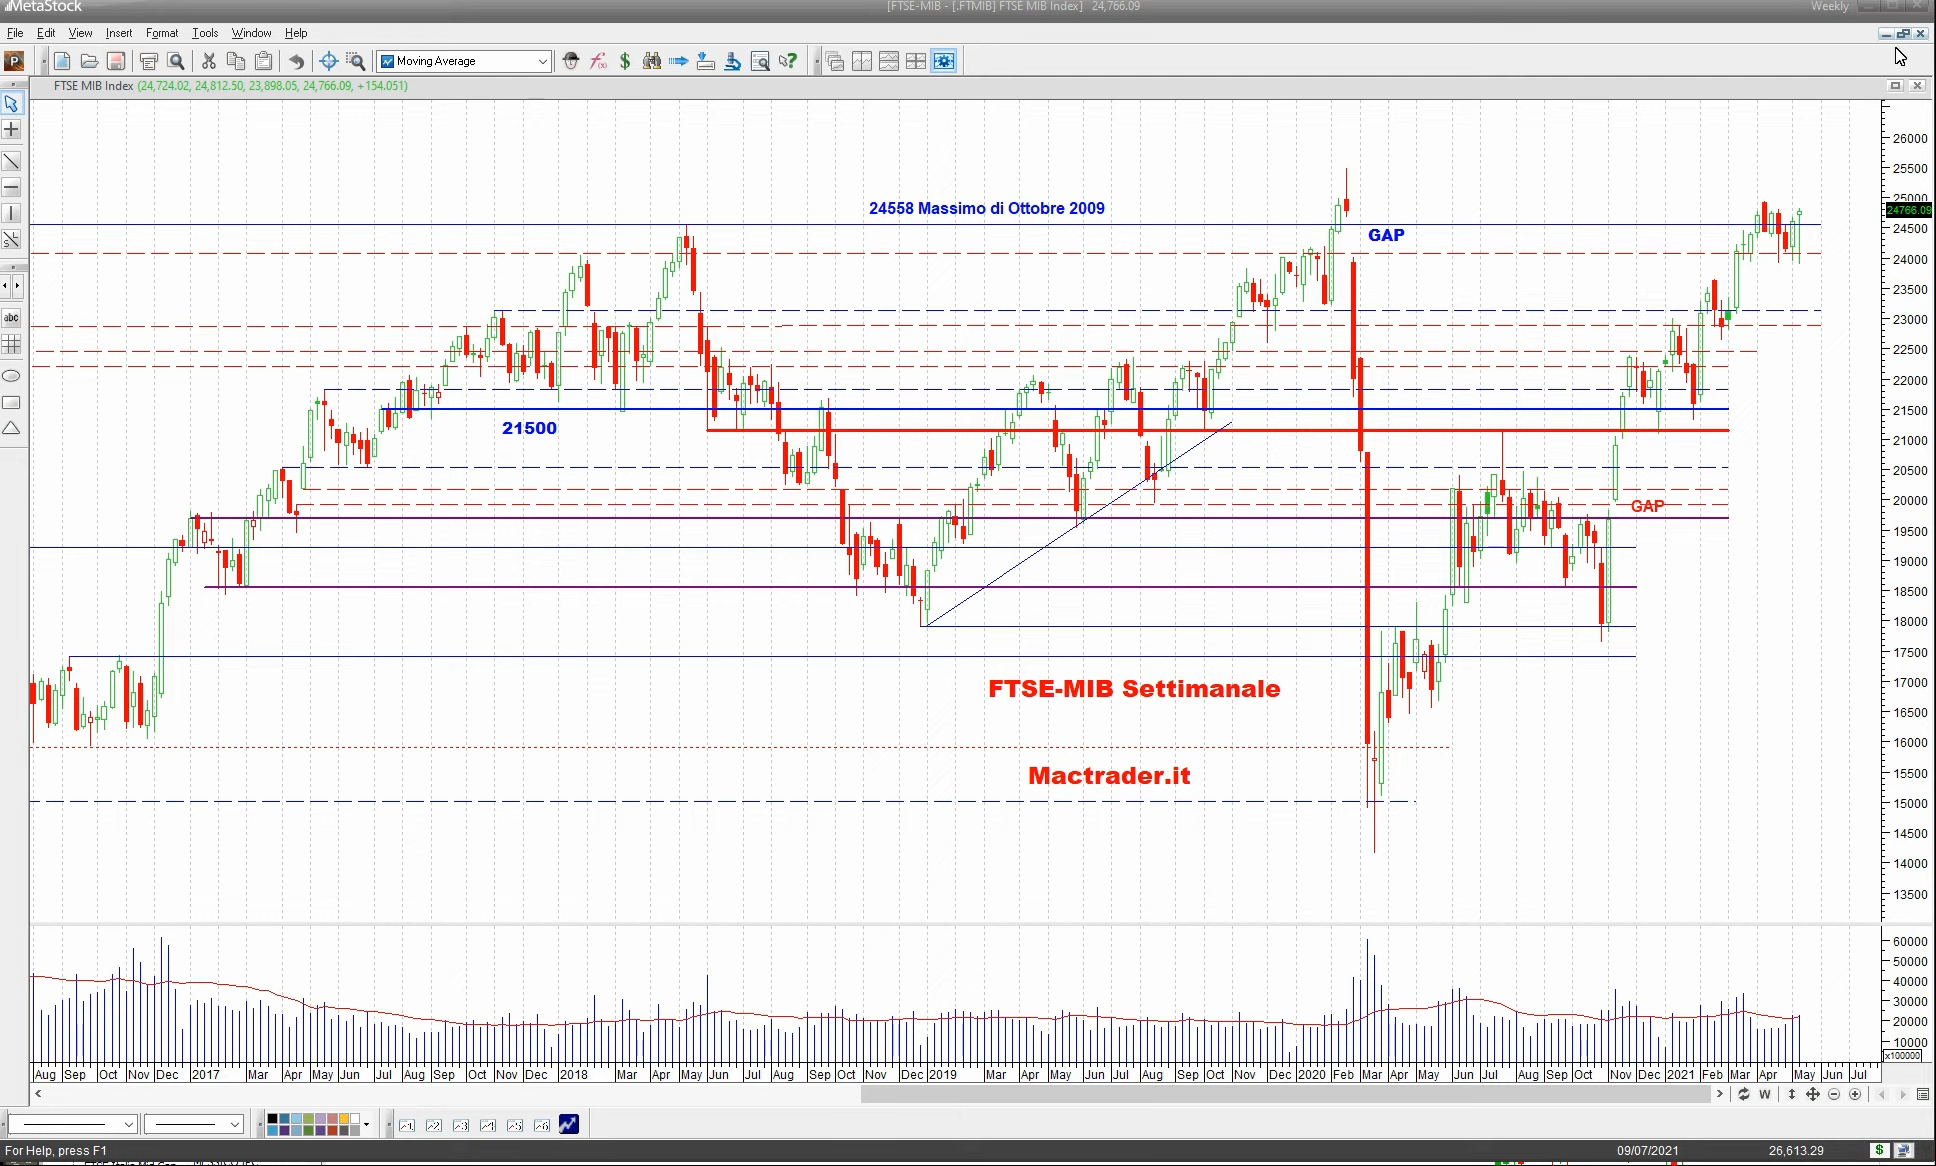 MetaStock
[FTSE-MIB - [.FTMIB] FTSE MIB Index] 24,766.09
Weekly
File Edit View Insert Format Tools Window Help
Moving Average
FTSE MIB Index (24,724.02, 24,812.50, 23,898.05, 24,766.09, +154.051)
26000
25500
25000
24766.09
24500
24000
23500
23000
22500
22000
21500
21000
20500
20000
19500
19000
18500
18000
17500
17000
16500
16000
15500
15000
14500
14000
13500
24558 Massimo di Ottobre 2009
GAP
21500
GAP
FTSE-MIB Settimanale
Mactrader.it
60000
50000
40000
30000
20000
10000
x100000
Aug Sep Oct Nov Dec 2017 Mar Apr May Jun Jul Aug Sep Oct Nov Dec 2018 Mar Apr May Jun Jul Aug Sep Oct Nov Dec 2019 Mar Apr May Jun Jul Aug Sep Oct Nov Dec 2020 Feb Mar Apr May Jun Jul Aug Sep Oct Nov Dec 2021 Feb Mar Apr May Jun Jul
For Help, press F1
09/07/2021 26,613.29